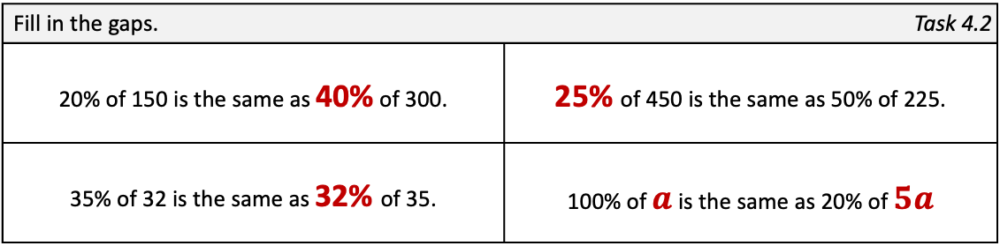 Fill in the gaps. Task 4.2
20% of 150 is the same as 40% of 300.
25% of 450 is the same as 50% of 225.
35% of 32 is the same as 32% of 35.
100% of a is the same as 20% of 5a